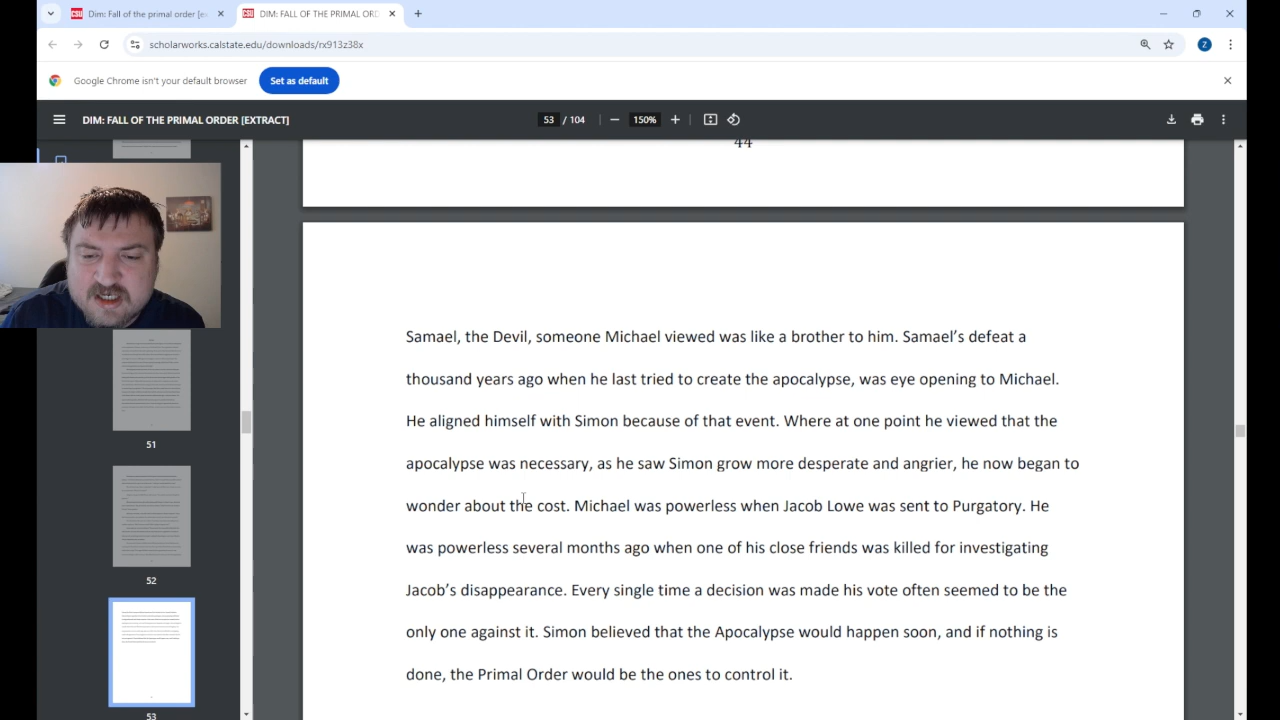 DIM: Fall of the primal order [ex
DIM: FALL OF THE PRIMAL ORD
scholarworks.calstate.edu/downloads/rx913z38x
Z
Google Chrome isn't your default browser
Set as default
DIM: FALL OF THE PRIMAL ORDER [EXTRACT]
53 / 104
150%
44
51
52
53
Samael, the Devil, someone Michael viewed was like a brother to him. Samael's defeat a
thousand years ago when he last tried to create the apocalypse, was eye opening to Michael.
He aligned himself with Simon because of that event. Where at one point he viewed that the
apocalypse was necessary, as he saw Simon grow more desperate and angrier, he now began to
wonder about the cost. Michael was powerless when Jacob Lowe was sent to Purgatory. He
was powerless several months ago when one of his close friends was killed for investigating
Jacob's disappearance. Every single time a decision was made his vote often seemed to be the
only one against it. Simon believed that the Apocalypse would happen soon, and if nothing is
done, the Primal Order would be the ones to control it.